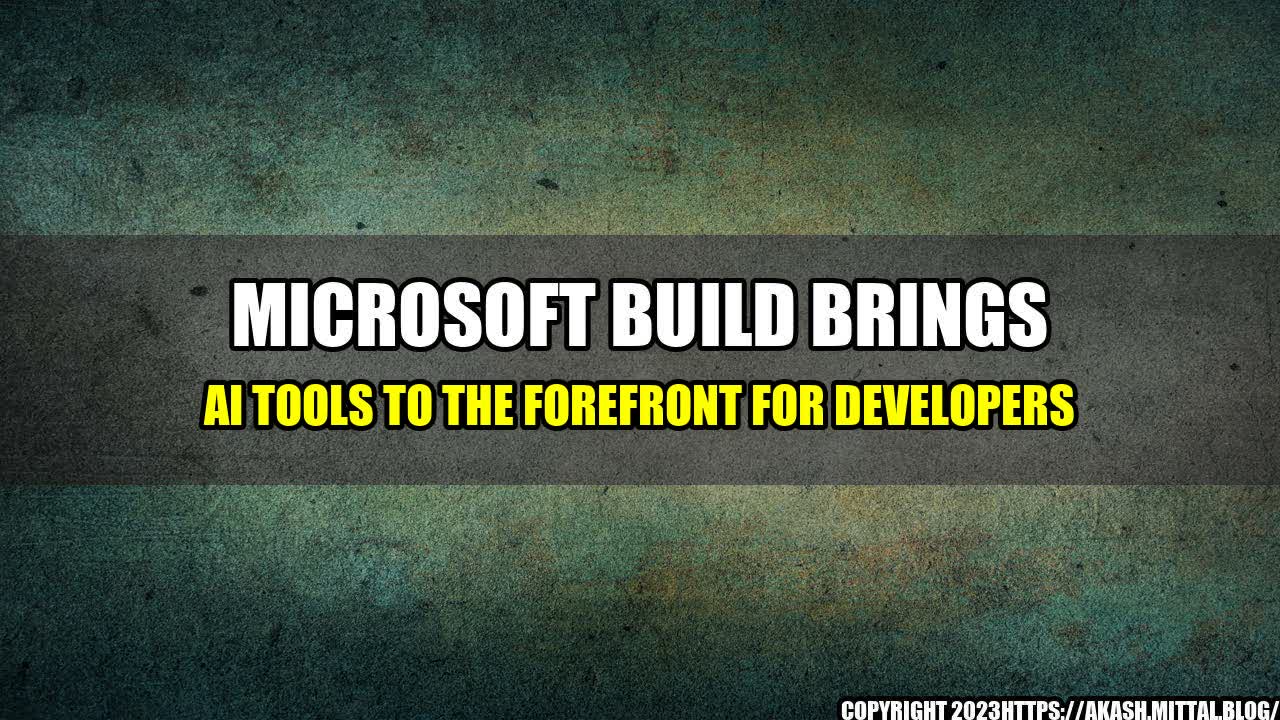 MICROSOFT BUILD BRINGS
AI TOOLS TO THE FOREFRONT FOR DEVELOPERS
COPYRIGHT 2023HTTPS://AKASH.MITTAL.BLOG/